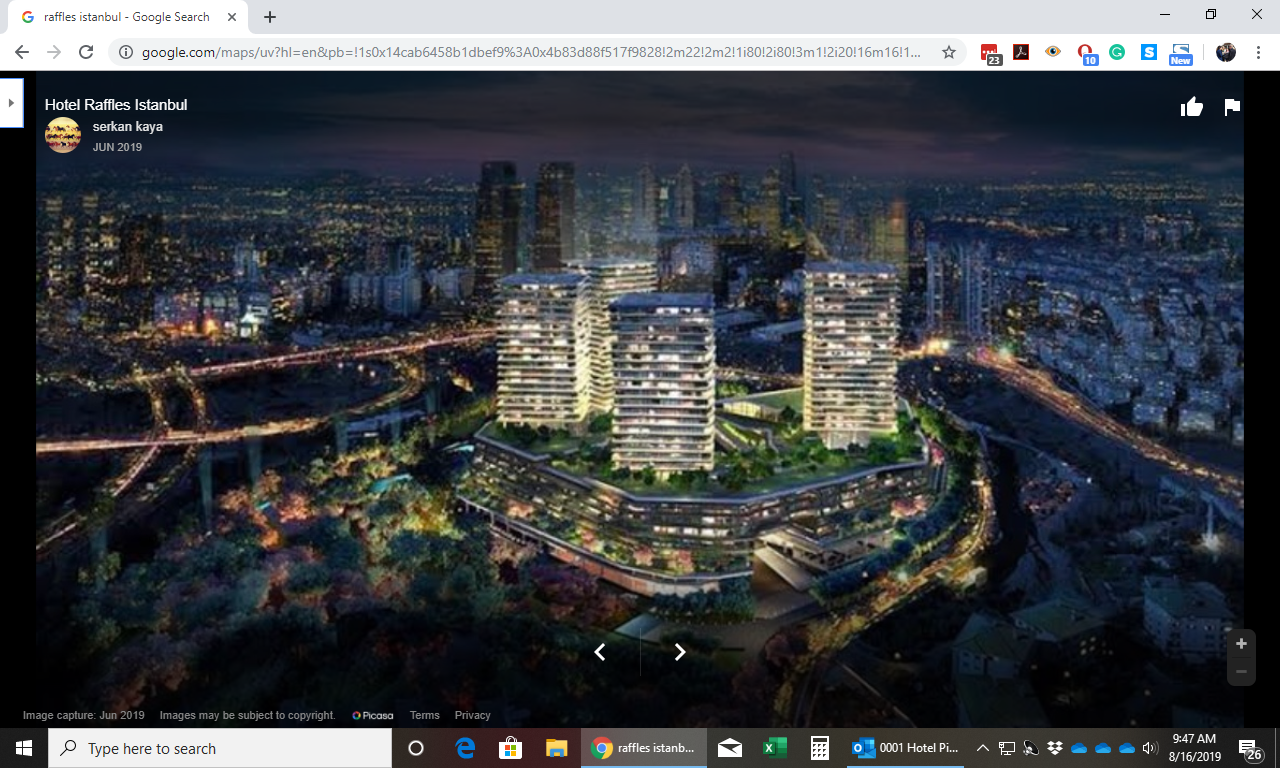 raffles istanbul - Google Search
google.com/maps/uv?hl=en&pb=!1s0x14cab6458b1dbef9%3A0x4b83d88f517f9828!2m22!2m2!1i80!2i80!3m1!2i20!16m16!1...
23
10
New
Hotel Raffles Istanbul
serkan kaya
JUN 2019
Image capture: Jun 2019 Images may be subject to copyright. Picasa Terms Privacy
Type here to search
raffles istanb...
0001 Hotel Pi...
9:47 AM
8/16/2019
26